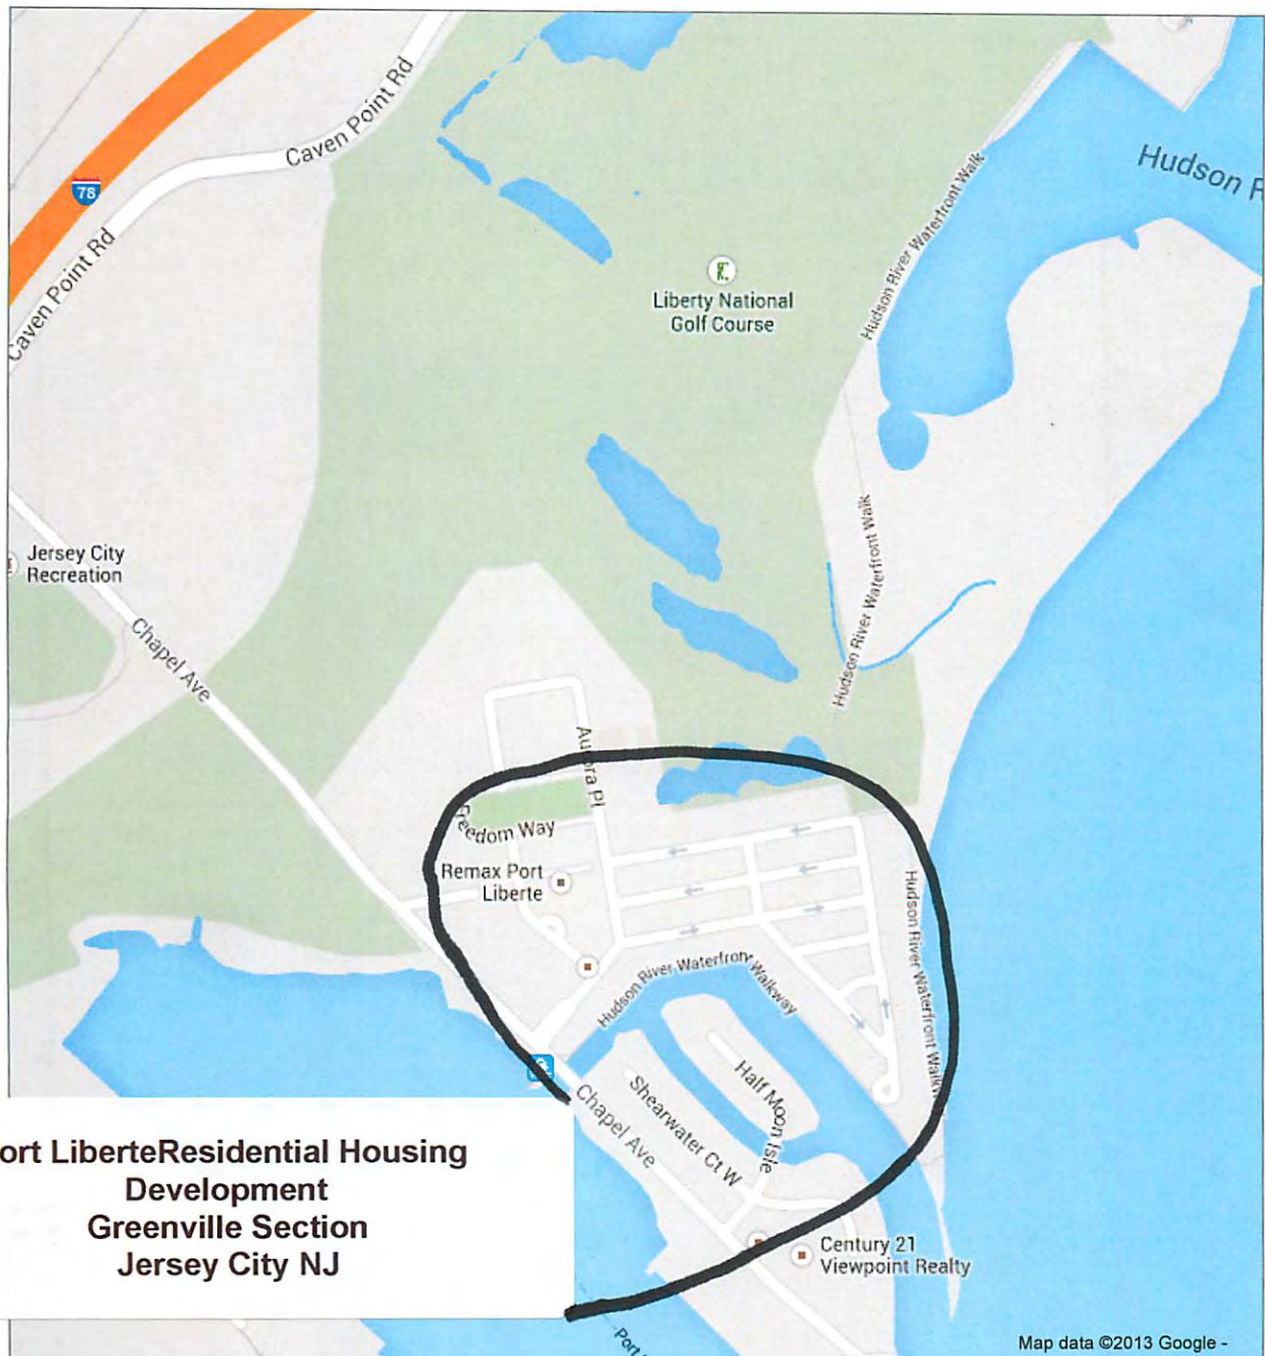 Caven Point Rd
78
Caven Point Rd
Hudson R
Hudson River Waterfront Walk
Liberty National
Golf Course
Hudson River Waterfront Walk
Jersey City
Recreation
Chapel Ave
Aurora Pl
Freedom Way
Remax Port
Liberte
Hudson River Waterfront Walkway
Hudson River Waterfront Walkw
Half Moon Isle
Shearwater Ct W
Chapel Ave
ort LiberteResidential Housing
Development
Greenville Section
Jersey City NJ
Century 21
Viewpoint Realty
Port
Map data ©2013 Google -